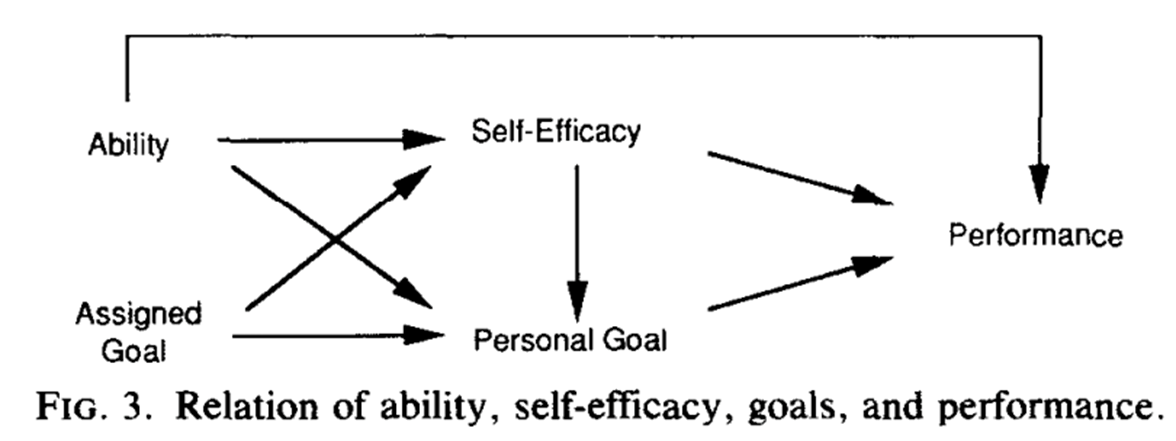 Ability
Self-Efficacy
Performance
Assigned
Goal
Personal Goal
FIG. 3. Relation of ability, self-efficacy, goals, and performance.